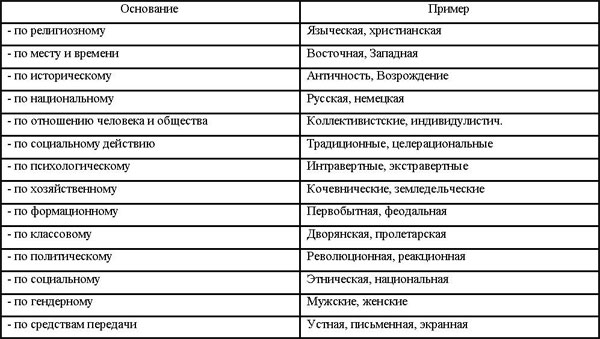 Основание Пример
- по религиозному Языческая, христианская
- по месту и времени Восточная, Западная
- по историческому Античность, Возрождение
- по национальному Русская, немецкая
- по отношению человека и общества Коллективистские, индивидулистич.
- по социальному действию Традиционные, целерациональные
- по психологическому Интравертные, экстравертные
- по хозяйственному Кочевнические, земледельческие
- по формационному Первобытная, феодальная
- по классовому Дворянская, пролетарская
- по политическому Революционная, реакционная
- по социальному Этническая, национальная
- по гендерному Мужские, женские
- по средствам передачи Устная, письменная, экранная